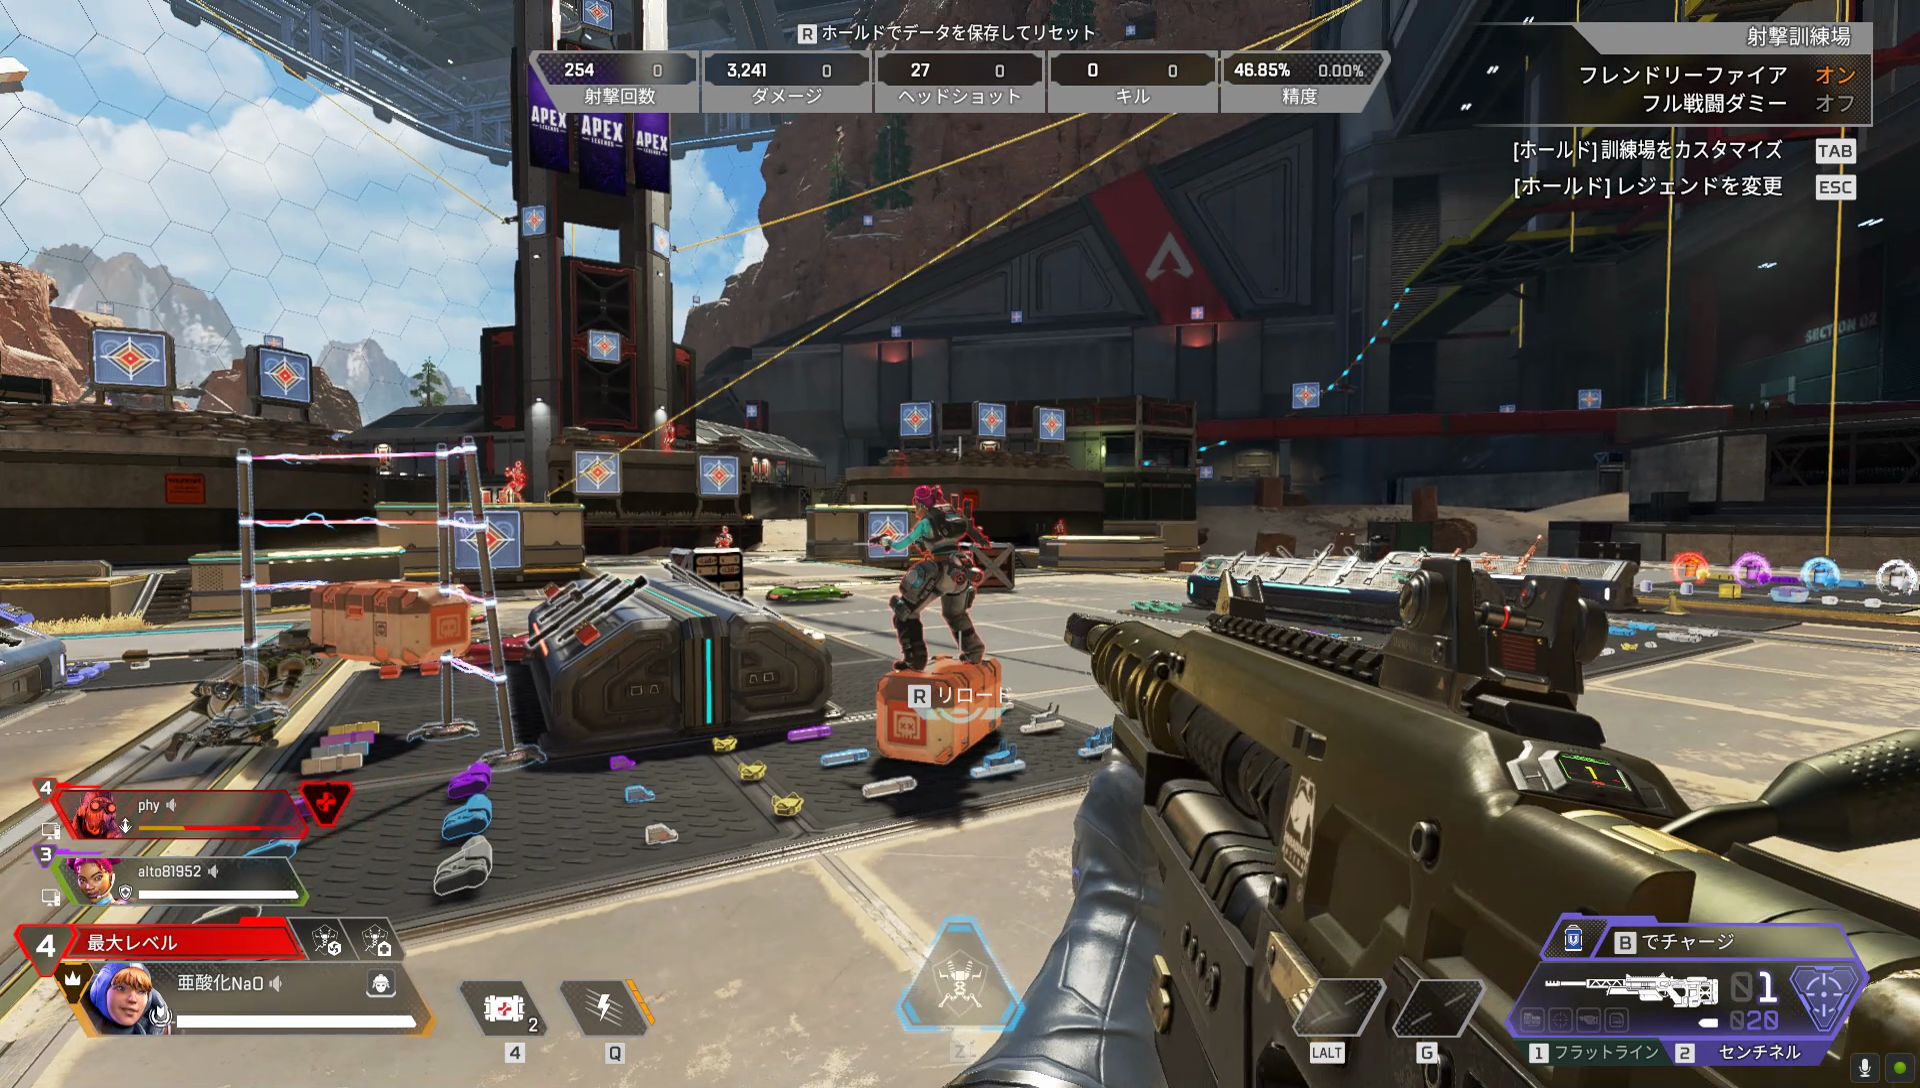 R ホールドでデータを保存してリセット
254 0 3,241 0 27 0 0 0 46.85% 0.00%
射撃回数 ダメージ ヘッドショット キル 精度
射撃訓練場
フレンドリーファイア オン
フル戦闘ダミー オフ
[ホールド]訓練場をカスタマイズ TAB
[ホールド]レジェンドを変更 ESC
APEX LEGENDS
APEX LEGENDS
APEX LEGENDS
SECTION 02
WARNING
R リロード
1
4
phy
3
alto81952
4 最大レベル
亜酸化NaO
2
4 Q
Z
LALT G
B でチャージ
01
020
1 フラットライン 2 センチネル